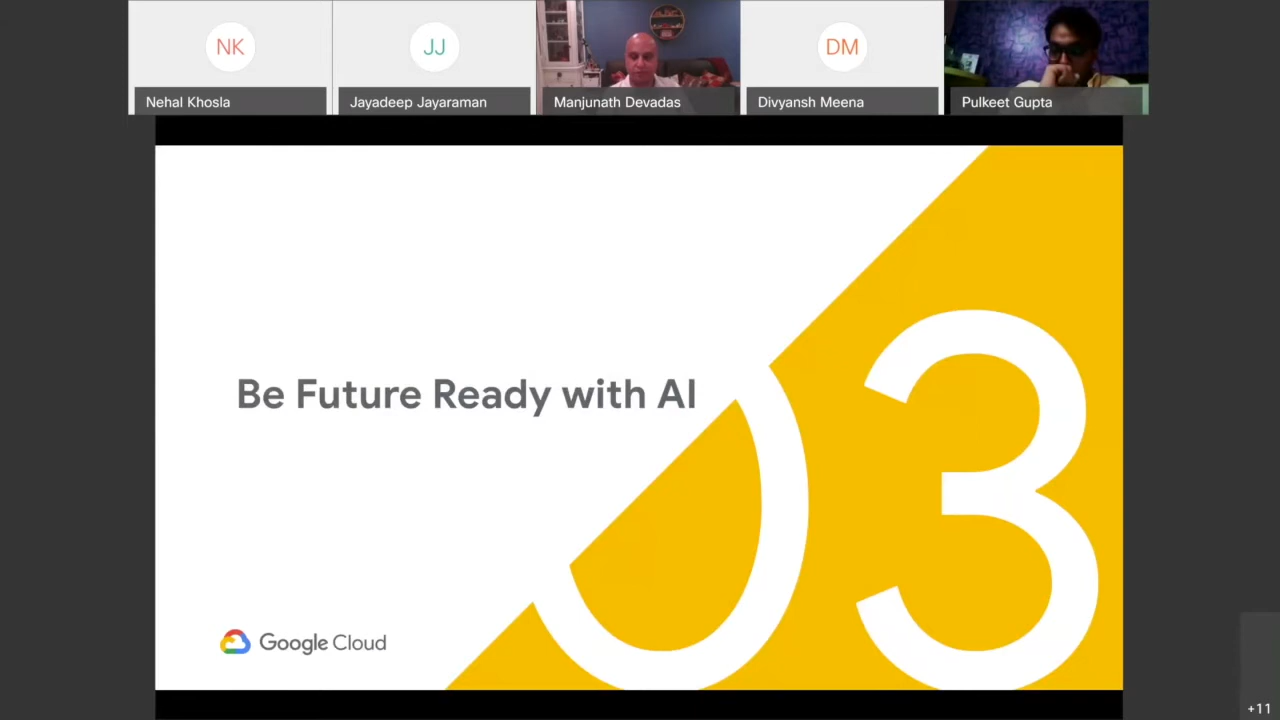 NK
JJ
DM
Nehal Khosla
Jayadeep Jayaraman
Manjunath Devadas
Divyansh Meena
Pulkeet Gupta
Be Future Ready with AI
03
Google Cloud
+11